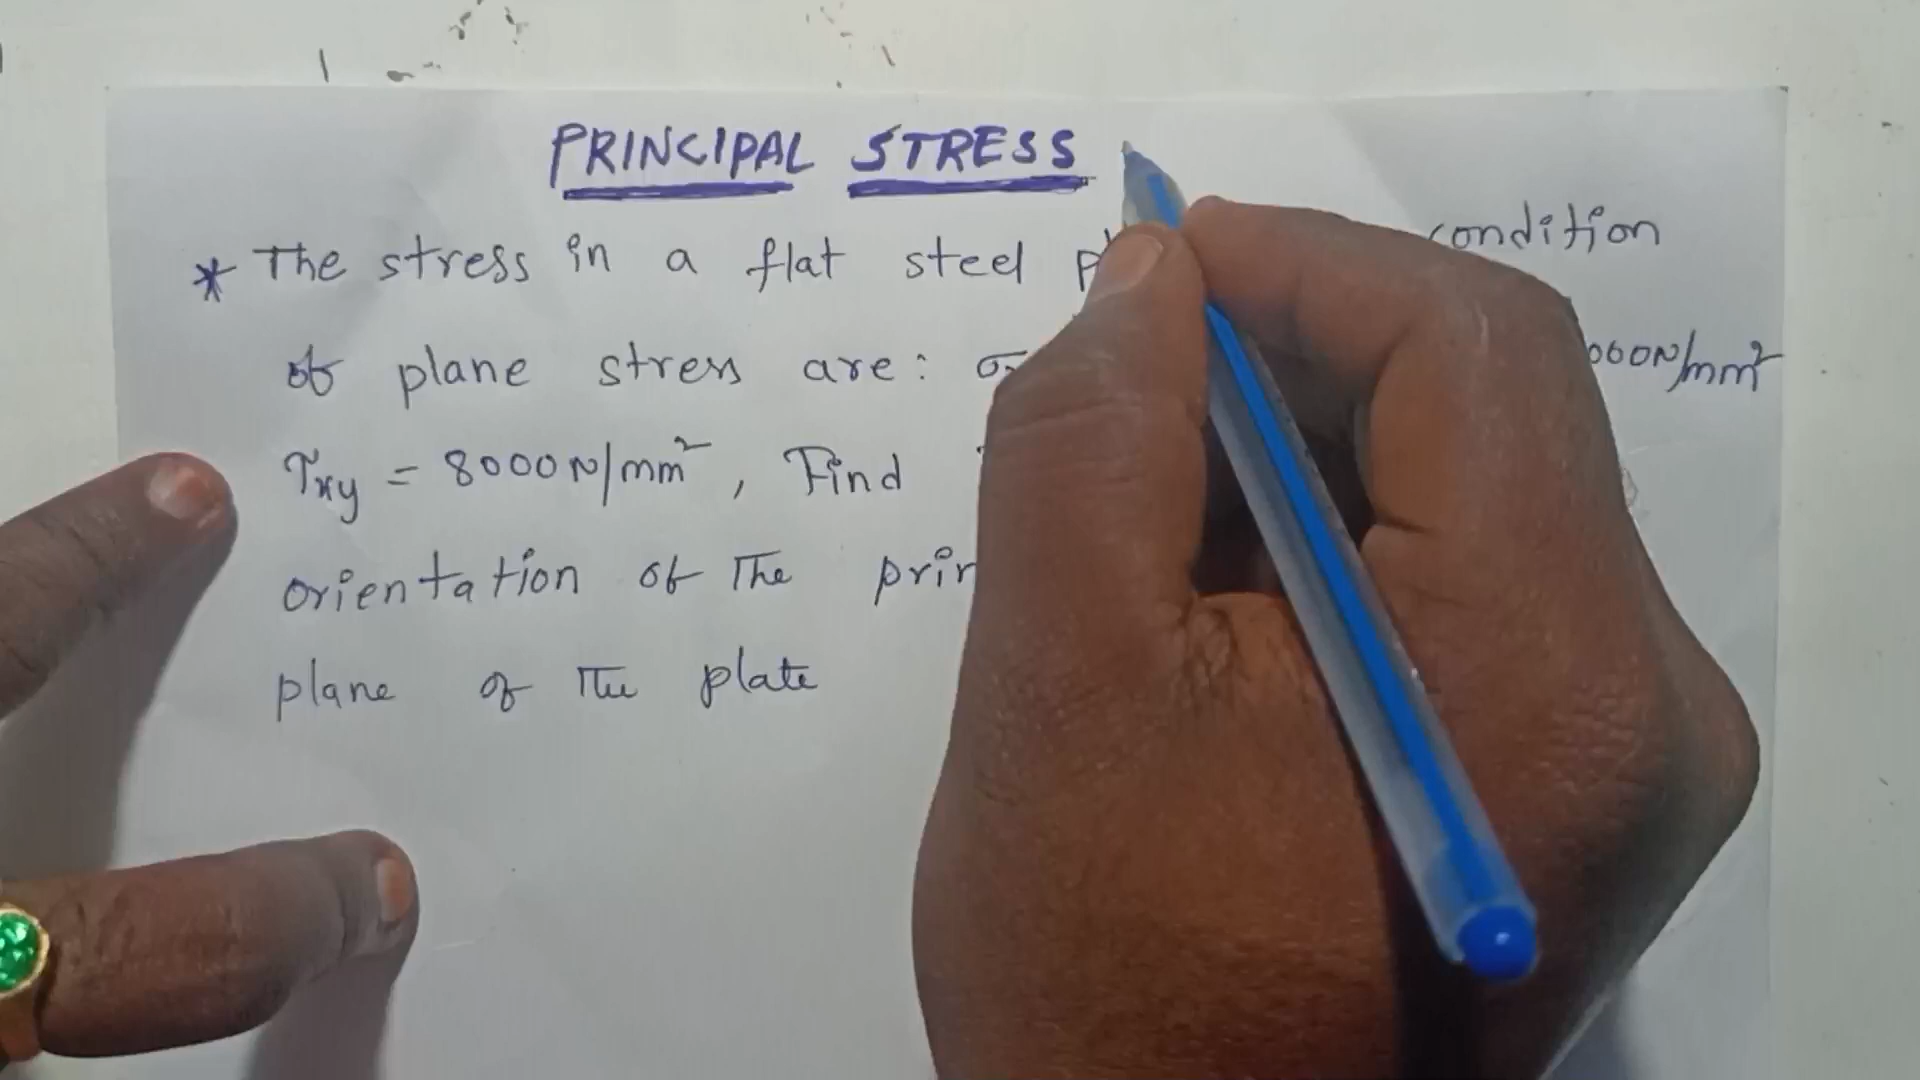 PRINCIPAL STRESS
* The stress in a flat steel condition
of plane stress are: 000N/mm²
τxy = 8000N/mm², Find
orientation of the
plane of the plate